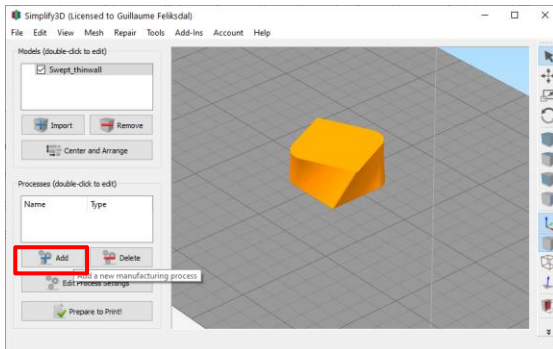 Simplify3D (Licensed to Guillaume Feliksdal)
File Edit View Mesh Repair Tools Add-Ins Account Help
Models (double-click to edit)
Swept_thinwall
Import Remove
Center and Arrange
Processes (double-click to edit)
Name Type
Add Delete
Add a new manufacturing process
Edit Process Settings
Prepare to Print!